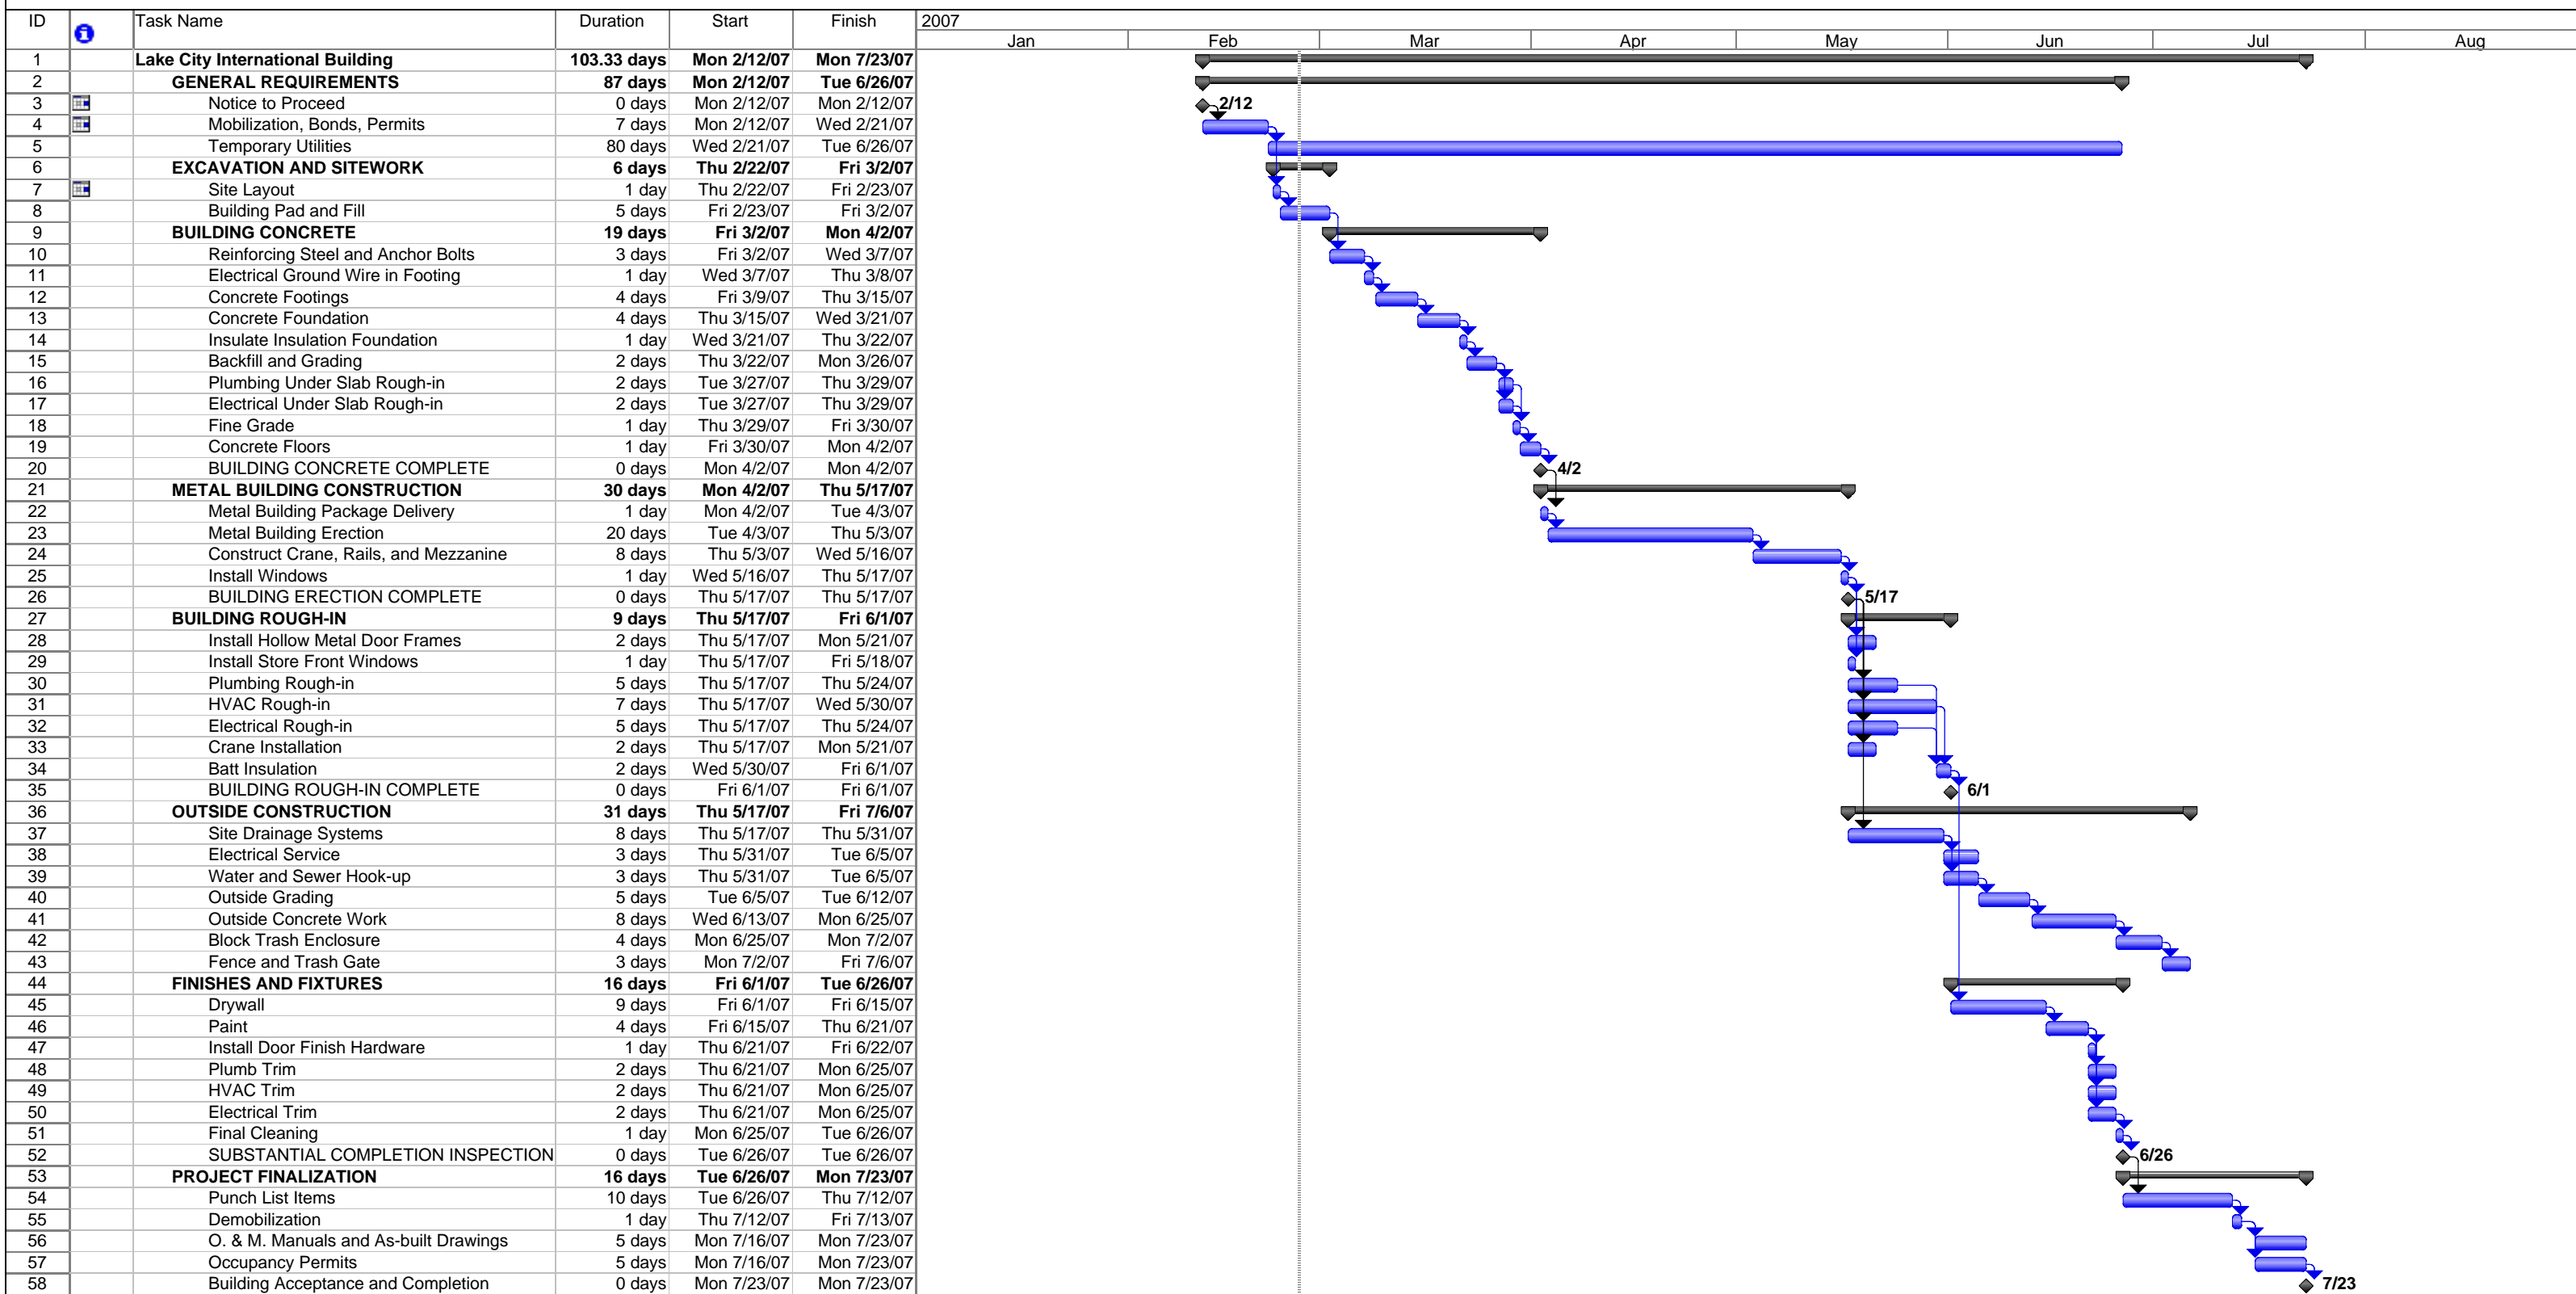 ID Task Name Duration Start Finish 2007
Jan Feb Mar Apr May Jun Jul Aug
1 Lake City International Building 103.33 days Mon 2/12/07 Mon 7/23/07
2 GENERAL REQUIREMENTS 87 days Mon 2/12/07 Tue 6/26/07
3 Notice to Proceed 0 days Mon 2/12/07 Mon 2/12/07 2/12
4 Mobilization, Bonds, Permits 7 days Mon 2/12/07 Wed 2/21/07
5 Temporary Utilities 80 days Wed 2/21/07 Tue 6/26/07
6 EXCAVATION AND SITEWORK 6 days Thu 2/22/07 Fri 3/2/07
7 Site Layout 1 day Thu 2/22/07 Fri 2/23/07
8 Building Pad and Fill 5 days Fri 2/23/07 Fri 3/2/07
9 BUILDING CONCRETE 19 days Fri 3/2/07 Mon 4/2/07
10 Reinforcing Steel and Anchor Bolts 3 days Fri 3/2/07 Wed 3/7/07
11 Electrical Ground Wire in Footing 1 day Wed 3/7/07 Thu 3/8/07
12 Concrete Footings 4 days Fri 3/9/07 Thu 3/15/07
13 Concrete Foundation 4 days Thu 3/15/07 Wed 3/21/07
14 Insulate Insulation Foundation 1 day Wed 3/21/07 Thu 3/22/07
15 Backfill and Grading 2 days Thu 3/22/07 Mon 3/26/07
16 Plumbing Under Slab Rough-in 2 days Tue 3/27/07 Thu 3/29/07
17 Electrical Under Slab Rough-in 2 days Tue 3/27/07 Thu 3/29/07
18 Fine Grade 1 day Thu 3/29/07 Fri 3/30/07
19 Concrete Floors 1 day Fri 3/30/07 Mon 4/2/07
20 BUILDING CONCRETE COMPLETE 0 days Mon 4/2/07 Mon 4/2/07 4/2
21 METAL BUILDING CONSTRUCTION 30 days Mon 4/2/07 Thu 5/17/07
22 Metal Building Package Delivery 1 day Mon 4/2/07 Tue 4/3/07
23 Metal Building Erection 20 days Tue 4/3/07 Thu 5/3/07
24 Construct Crane, Rails, and Mezzanine 8 days Thu 5/3/07 Wed 5/16/07
25 Install Windows 1 day Wed 5/16/07 Thu 5/17/07
26 BUILDING ERECTION COMPLETE 0 days Thu 5/17/07 Thu 5/17/07 5/17
27 BUILDING ROUGH-IN 9 days Thu 5/17/07 Fri 6/1/07
28 Install Hollow Metal Door Frames 2 days Thu 5/17/07 Mon 5/21/07
29 Install Store Front Windows 1 day Thu 5/17/07 Fri 5/18/07
30 Plumbing Rough-in 5 days Thu 5/17/07 Thu 5/24/07
31 HVAC Rough-in 7 days Thu 5/17/07 Wed 5/30/07
32 Electrical Rough-in 5 days Thu 5/17/07 Thu 5/24/07
33 Crane Installation 2 days Thu 5/17/07 Mon 5/21/07
34 Batt Insulation 2 days Wed 5/30/07 Fri 6/1/07
35 BUILDING ROUGH-IN COMPLETE 0 days Fri 6/1/07 Fri 6/1/07 6/1
36 OUTSIDE CONSTRUCTION 31 days Thu 5/17/07 Fri 7/6/07
37 Site Drainage Systems 8 days Thu 5/17/07 Thu 5/31/07
38 Electrical Service 3 days Thu 5/31/07 Tue 6/5/07
39 Water and Sewer Hook-up 3 days Thu 5/31/07 Tue 6/5/07
40 Outside Grading 5 days Tue 6/5/07 Tue 6/12/07
41 Outside Concrete Work 8 days Wed 6/13/07 Mon 6/25/07
42 Block Trash Enclosure 4 days Mon 6/25/07 Mon 7/2/07
43 Fence and Trash Gate 3 days Mon 7/2/07 Fri 7/6/07
44 FINISHES AND FIXTURES 16 days Fri 6/1/07 Tue 6/26/07
45 Drywall 9 days Fri 6/1/07 Fri 6/15/07
46 Paint 4 days Fri 6/15/07 Thu 6/21/07
47 Install Door Finish Hardware 1 day Thu 6/21/07 Fri 6/22/07
48 Plumb Trim 2 days Thu 6/21/07 Mon 6/25/07
49 HVAC Trim 2 days Thu 6/21/07 Mon 6/25/07
50 Electrical Trim 2 days Thu 6/21/07 Mon 6/25/07
51 Final Cleaning 1 day Mon 6/25/07 Tue 6/26/07
52 SUBSTANTIAL COMPLETION INSPECTION 0 days Tue 6/26/07 Tue 6/26/07 6/26
53 PROJECT FINALIZATION 16 days Tue 6/26/07 Mon 7/23/07
54 Punch List Items 10 days Tue 6/26/07 Thu 7/12/07
55 Demobilization 1 day Thu 7/12/07 Fri 7/13/07
56 O. & M. Manuals and As-built Drawings 5 days Mon 7/16/07 Mon 7/23/07
57 Occupancy Permits 5 days Mon 7/16/07 Mon 7/23/07
58 Building Acceptance and Completion 0 days Mon 7/23/07 Mon 7/23/07 7/23